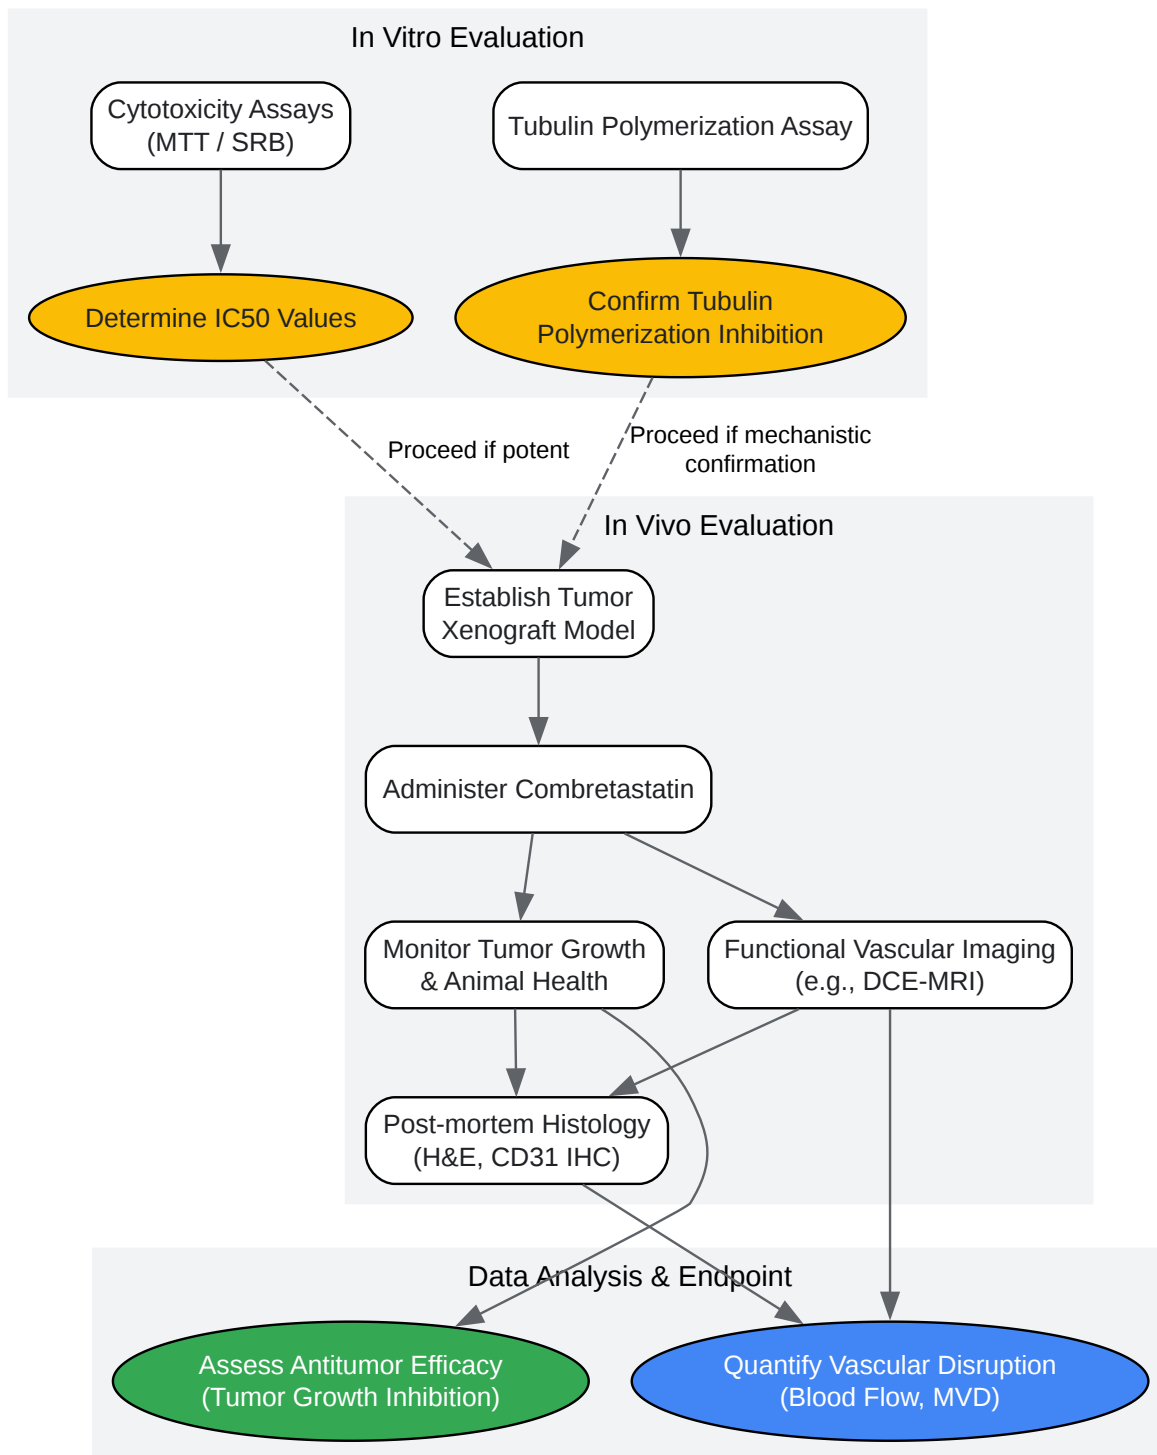 In Vitro Evaluation
Cytotoxicity Assays
(MTT / SRB)
Tubulin Polymerization Assay
Determine IC50 Values
Confirm Tubulin
Polymerization Inhibition
Proceed if potent
Proceed if mechanistic
confirmation
In Vivo Evaluation
Establish Tumor
Xenograft Model
Administer Combretastatin
Monitor Tumor Growth
& Animal Health
Functional Vascular Imaging
(e.g., DCE-MRI)
Post-mortem Histology
(H&E, CD31 IHC)
Data Analysis & Endpoint
Assess Antitumor Efficacy
(Tumor Growth Inhibition)
Quantify Vascular Disruption
(Blood Flow, MVD)